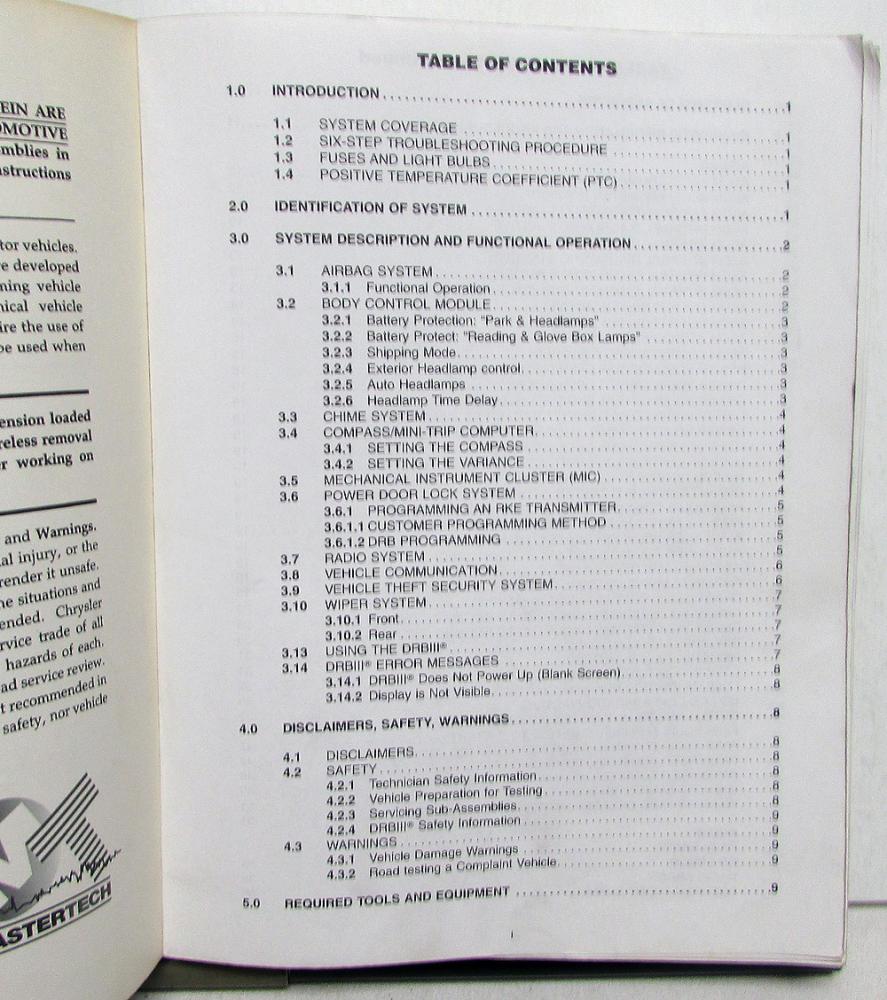 EIN ARE
OMOTIVE
mblies in
structions
tor vehicles.
e developed
ning vehicle
nical vehicle
ire the use of
be used when
ension loaded
reless removal
r working on
and Warnings.
al injury, or the
render it unsafe.
he situations and
ended. Chrysler
rvice trade of all
hazards of each.
ad service review.
t recommended in
safety, nor vehicle
ASTERTECH
TABLE OF CONTENTS
1.0 INTRODUCTION 1
1.1 SYSTEM COVERAGE 1
1.2 SIX-STEP TROUBLESHOOTING PROCEDURE 1
1.3 FUSES AND LIGHT BULBS 1
1.4 POSITIVE TEMPERATURE COEFFICIENT (PTC) 1
2.0 IDENTIFICATION OF SYSTEM 1
3.0 SYSTEM DESCRIPTION AND FUNCTIONAL OPERATION 2
3.1 AIRBAG SYSTEM 2
3.1.1 Functional Operation 2
3.2 BODY CONTROL MODULE 2
3.2.1 Battery Protection: "Park & Headlamps" 3
3.2.2 Battery Protect: "Reading & Glove Box Lamps" 3
3.2.3 Shipping Mode 3
3.2.4 Exterior Headlamp control 3
3.2.5 Auto Headlamps 3
3.2.6 Headlamp Time Delay 3
3.3 CHIME SYSTEM 4
3.4 COMPASS/MINI-TRIP COMPUTER 4
3.4.1 SETTING THE COMPASS 4
3.4.2 SETTING THE VARIANCE 4
3.5 MECHANICAL INSTRUMENT CLUSTER (MIC) 4
3.6 POWER DOOR LOCK SYSTEM 4
3.6.1 PROGRAMMING AN RKE TRANSMITTER 5
3.6.1.1 CUSTOMER PROGRAMMING METHOD 5
3.6.1.2 DRB PROGRAMMING 5
3.7 RADIO SYSTEM 5
3.8 VEHICLE COMMUNICATION 6
3.9 VEHICLE THEFT SECURITY SYSTEM 6
3.10 WIPER SYSTEM 7
3.10.1 Front 7
3.10.2 Rear 7
3.13 USING THE DRBIII® 7
3.14 DRBIII® ERROR MESSAGES 7
3.14.1 DRBIII® Does Not Power Up (Blank Screen) 8
3.14.2 Display is Not Visible 8
4.0 DISCLAIMERS, SAFETY, WARNINGS 8
4.1 DISCLAIMERS 8
4.2 SAFETY 8
4.2.1 Technician Safety Information 8
4.2.2 Vehicle Preparation for Testing 8
4.2.3 Servicing Sub-Assemblies 8
4.2.4 DRBIII® Safety Information 9
4.3 WARNINGS 9
4.3.1 Vehicle Damage Warnings 9
4.3.2 Road testing a Complaint Vehicle 9
5.0 REQUIRED TOOLS AND EQUIPMENT 9
i